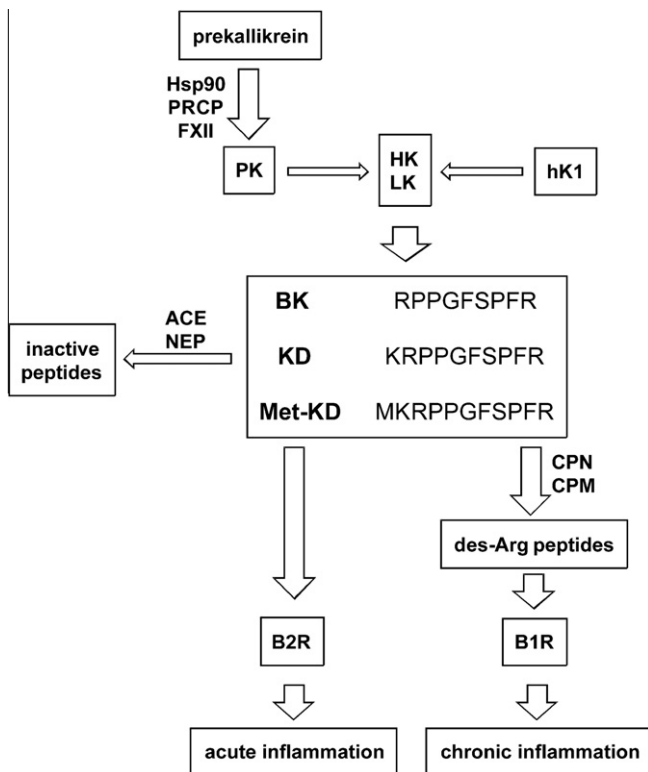 prekallikrein
Hsp90
PRCP
FXII
PK
HK
LK
hK1
BK RPPGFSPFR
KD KRPPGFSPFR
Met-KD MKRPPGFSPFR
ACE
NEP
inactive
peptides
CPN
CPM
des-Arg peptides
B2R
B1R
acute inflammation
chronic inflammation